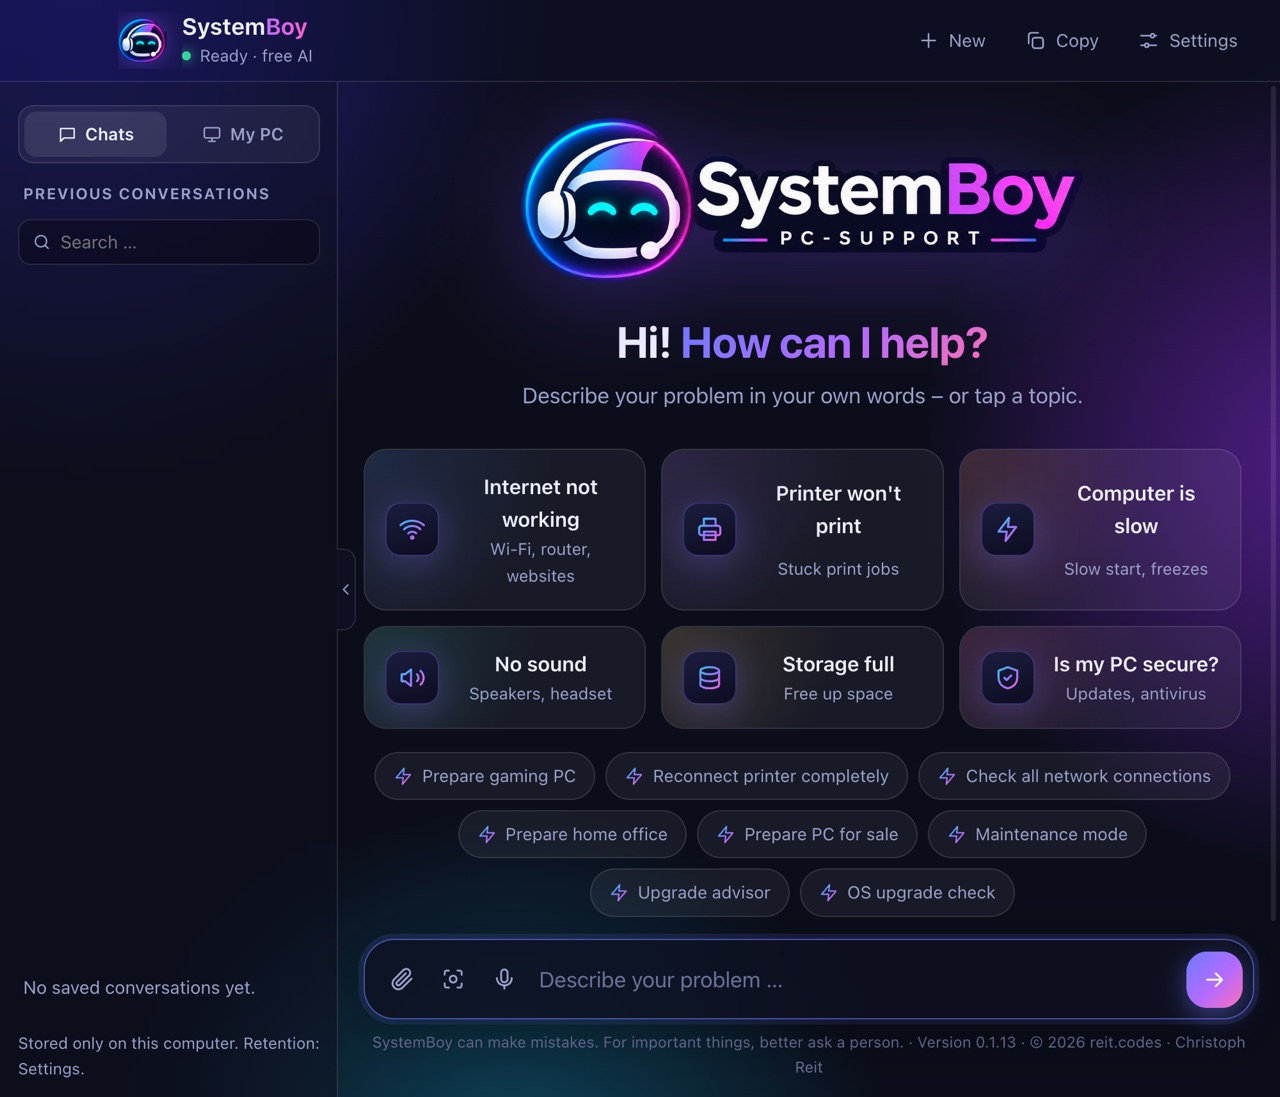 SystemBoy
Ready · free AI
New
Copy
Settings
Chats
My PC
PREVIOUS CONVERSATIONS
Search ...
No saved conversations yet.
Stored only on this computer. Retention:
Settings.
SystemBoy
PC-SUPPORT
Hi! How can I help?
Describe your problem in your own words – or tap a topic.
Internet not
working
Wi-Fi, router,
websites
Printer won't
print
Stuck print jobs
Computer is
slow
Slow start, freezes
No sound
Speakers, headset
Storage full
Free up space
Is my PC secure?
Updates, antivirus
Prepare gaming PC
Reconnect printer completely
Check all network connections
Prepare home office
Prepare PC for sale
Maintenance mode
Upgrade advisor
OS upgrade check
Describe your problem ...
SystemBoy can make mistakes. For important things, better ask a person. · Version 0.1.13 · © 2026 reit.codes · Christoph
Reit